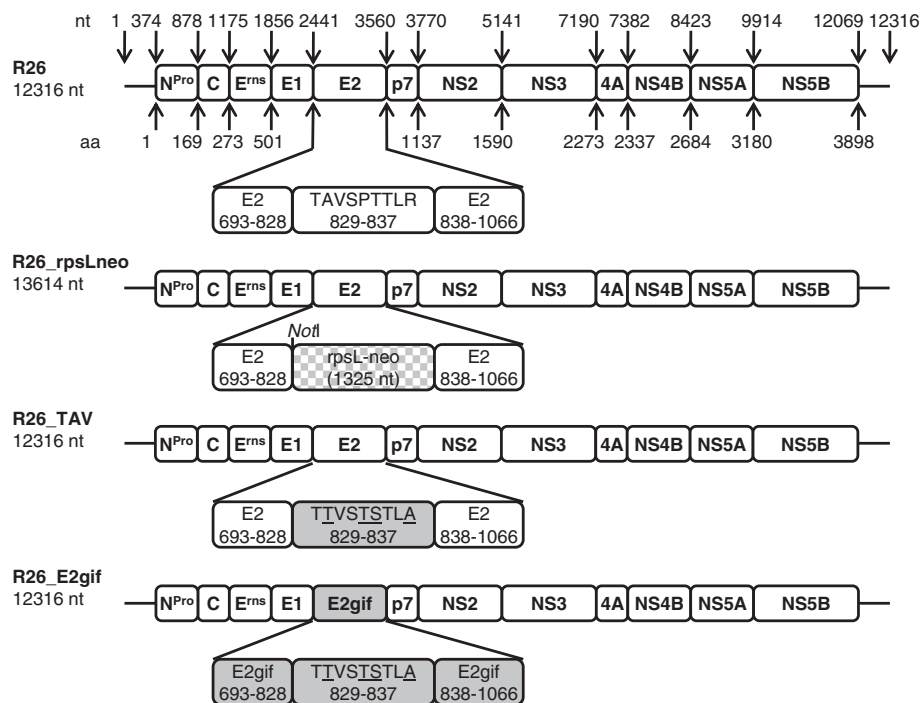 nt 1 374 878 1175 1856 2441 3560 3770 5141 7190 7382 8423 9914 12069 12316
R26
12316 nt
NPro C Erns E1 E2 p7 NS2 NS3 4A NS4B NS5A NS5B
aa 1 169 273 501 1137 1590 2273 2337 2684 3180 3898
E2 TAVSPTTLR E2
693-828 829-837 838-1066
R26_rpsLneo
13614 nt
NPro C Erns E1 E2 p7 NS2 NS3 4A NS4B NS5A NS5B
NotI
E2 rpsL-neo E2
693-828 (1325 nt) 838-1066
R26_TAV
12316 nt
NPro C Erns E1 E2 p7 NS2 NS3 4A NS4B NS5A NS5B
E2 TTVSTSTLA E2
693-828 829-837 838-1066
R26_E2gif
12316 nt
NPro C Erns E1 E2gif p7 NS2 NS3 4A NS4B NS5A NS5B
E2gif TTVSTSTLA E2gif
693-828 829-837 838-1066